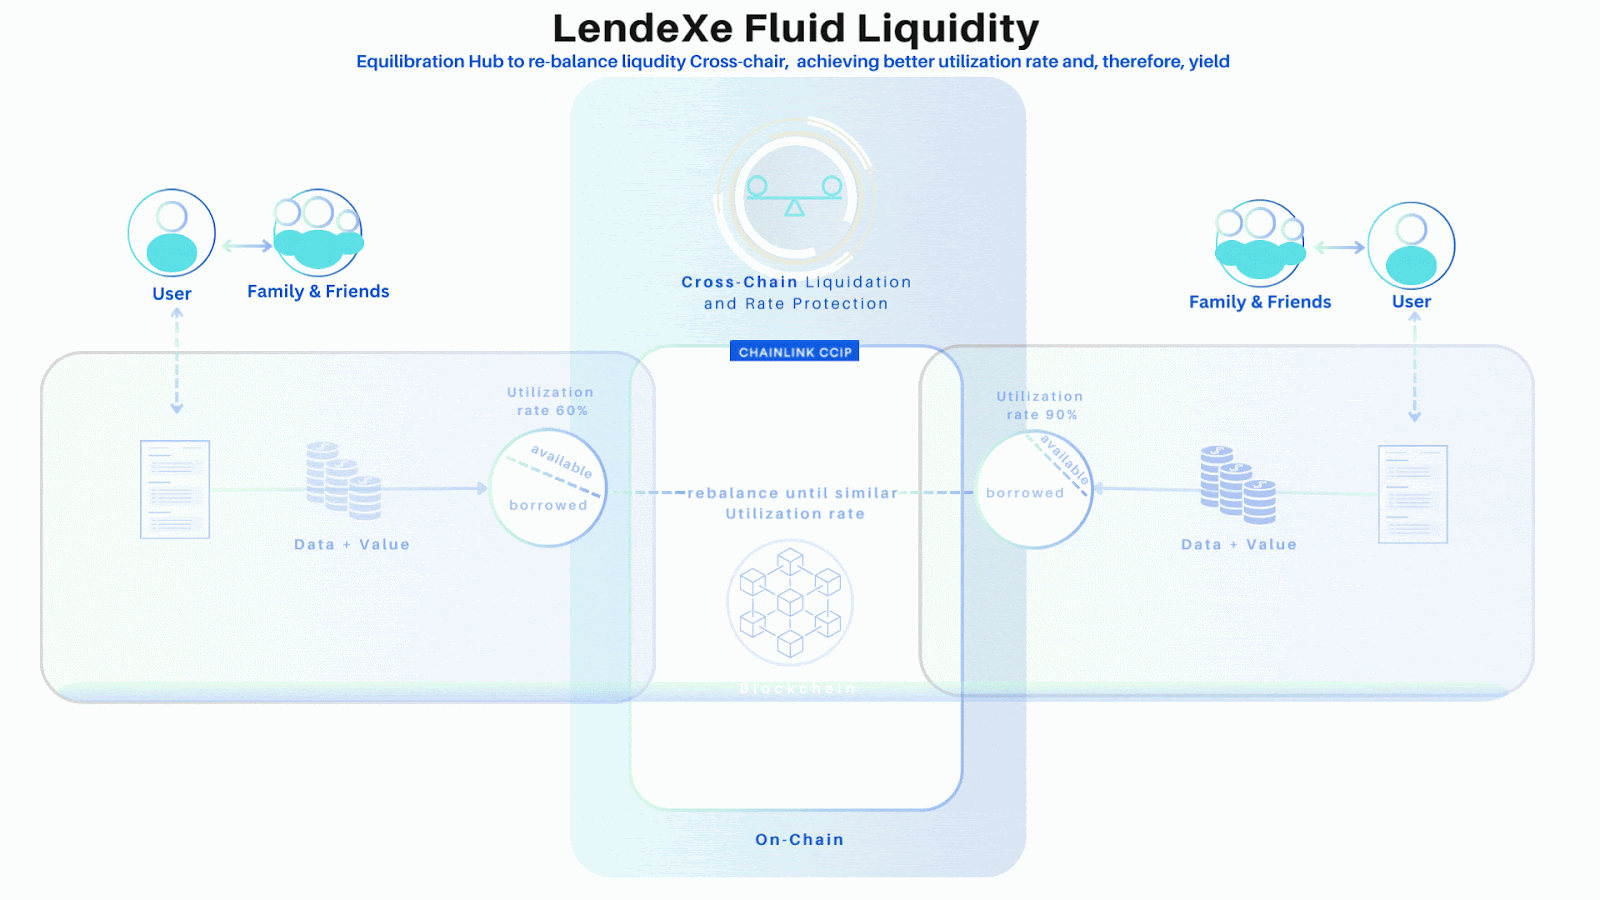 LendeXe Fluid Liquidity
Equilibration Hub to re-balance liqudity Cross-chair, achieving better utilization rate and, therefore, yield
Cross-Chain Liquidation
and Rate Protection
User
Family & Friends
Family & Friends
User
CHAINLINK CCIP
Utilization
rate 60%
available
borrowed
Utilization
rate 90%
available
borrowed
rebalance until similar
Utilization rate
Data + Value
Data + Value
Blockchain
On-Chain